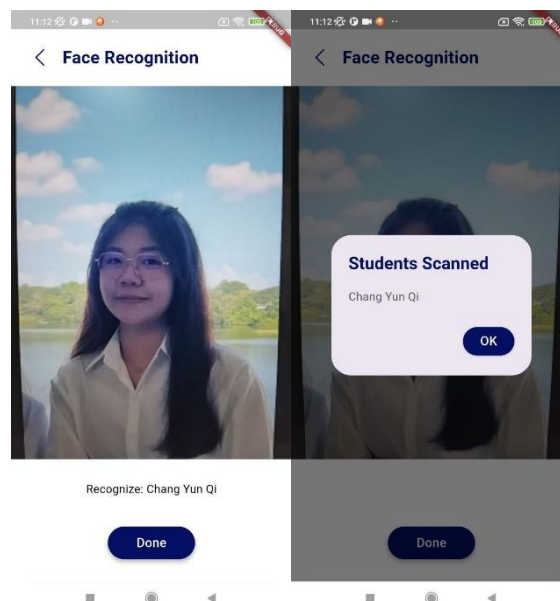 11:12
Face Recognition
Recognize: Chang Yun Qi
Done
11:12
Face Recognition
Students Scanned
Chang Yun Qi
OK
Done